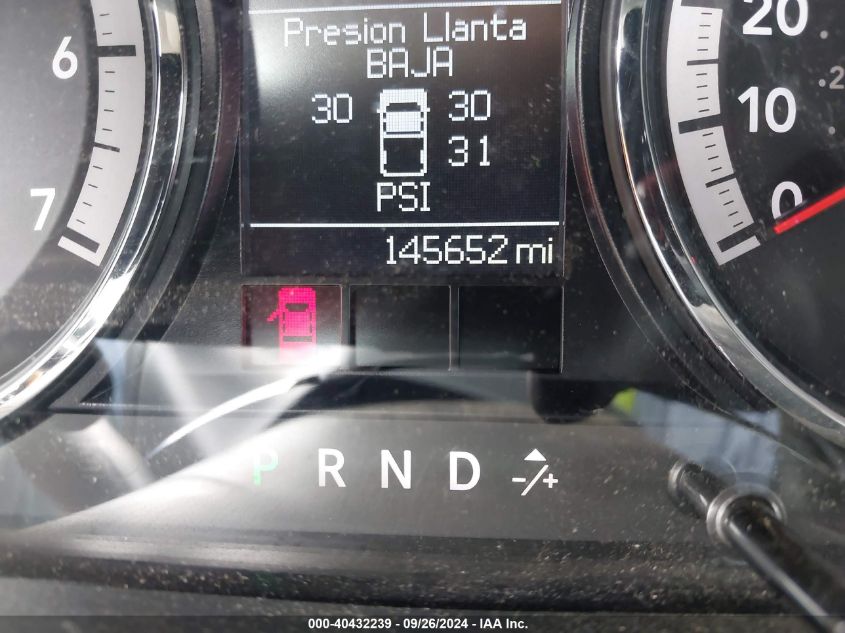 Presion Llanta
BAJA
30 30
31
PSI
145652 mi
6
7
20
10
0
2
P R N D -/+
000-40432239 - 09/26/2024 - IAA Inc.